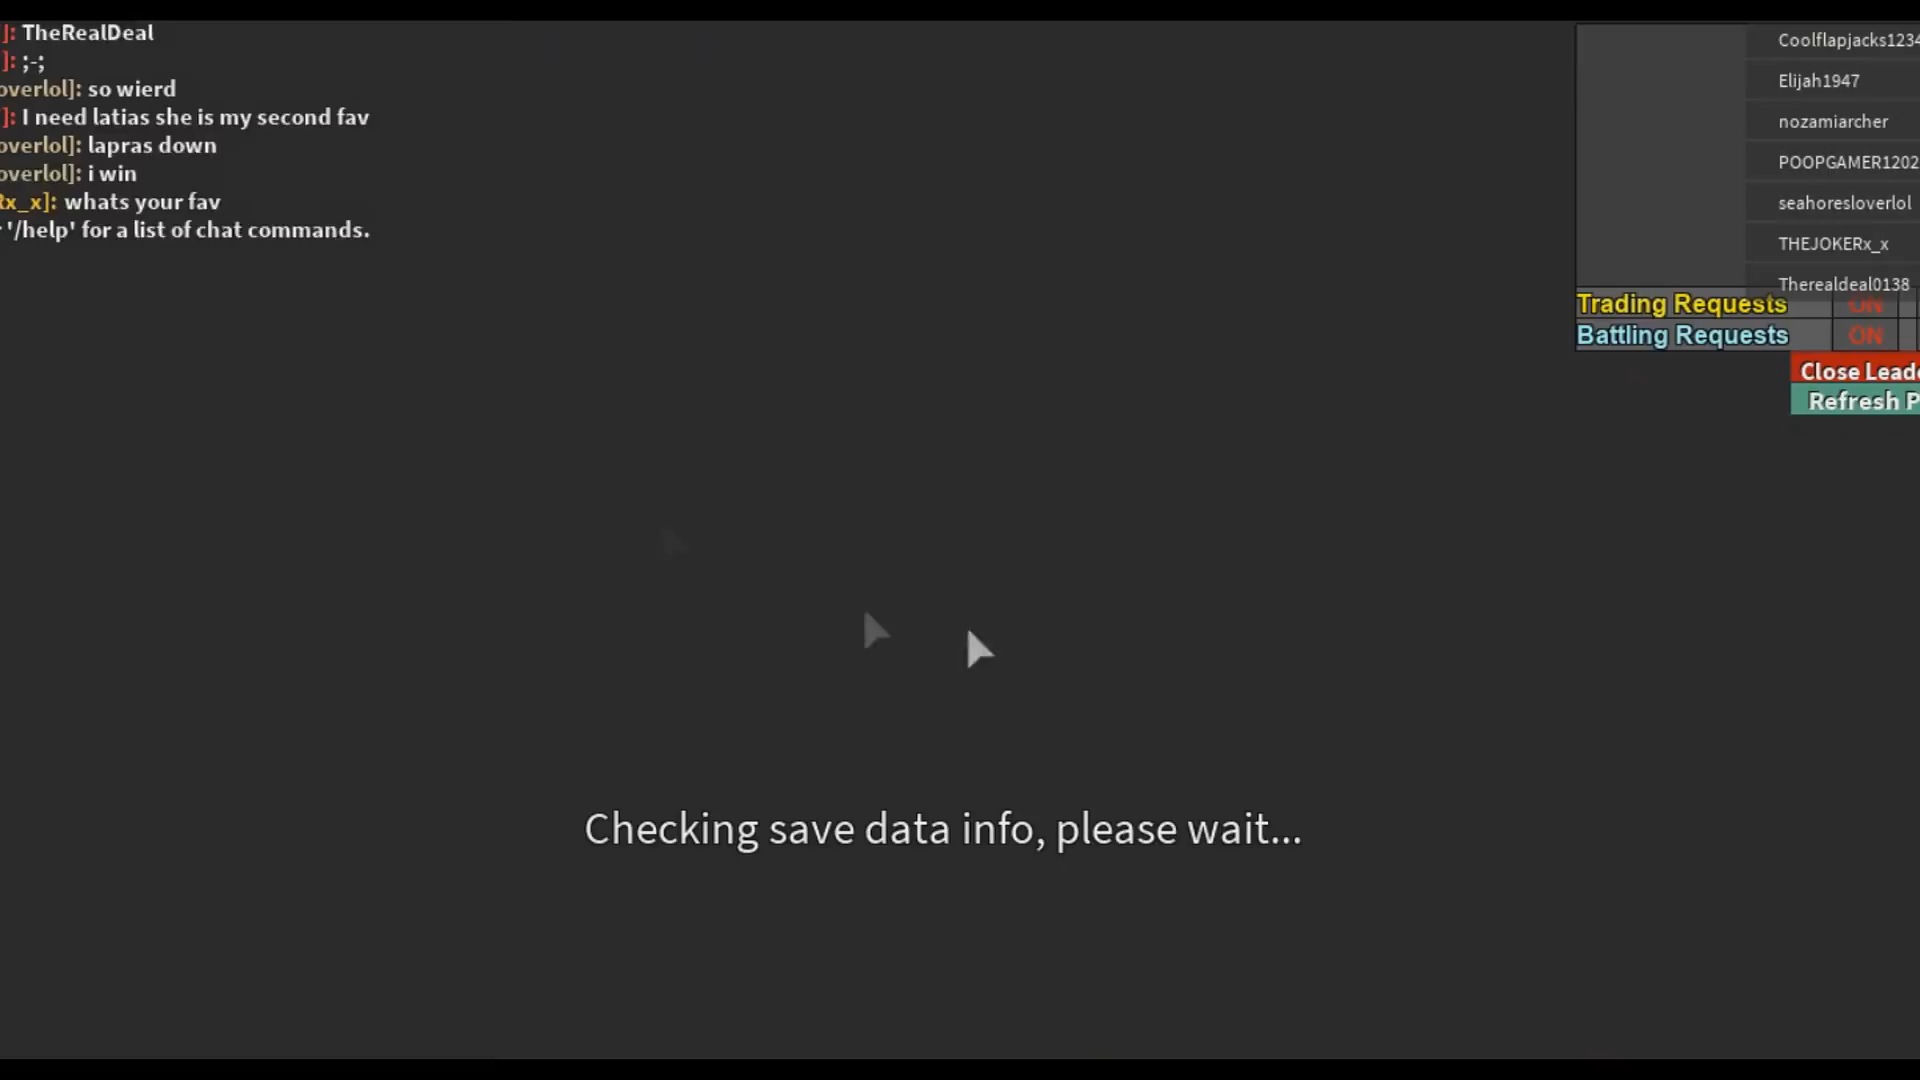 ]: TheRealDeal
]: ;-;
overlol]: so wierd
]: I need latias she is my second fav
overlol]: lapras down
overlol]: i win
Rx_x]: whats your fav
'/help' for a list of chat commands.
Coolflapjacks1234
Elijah1947
nozamiarcher
POOPGAMER1202
seahoresloverlol
THEJOKERx_x
Therealdeal0138
Trading Requests ON
Battling Requests ON
Close Lead
Refresh P
Checking save data info, please wait...